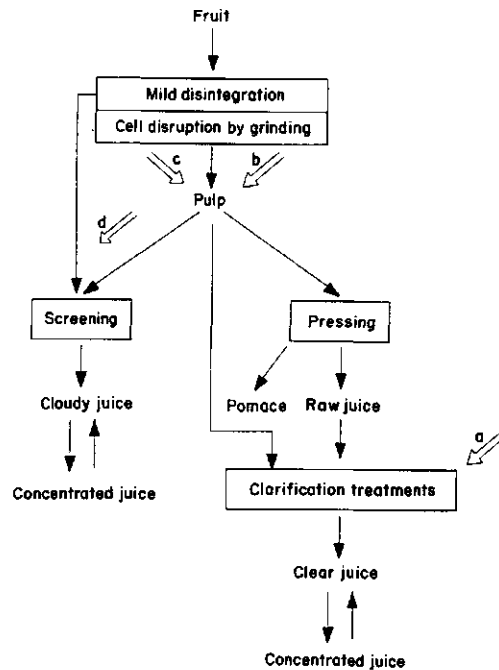 Fruit
Mild disintegration
Cell disruption by grinding
c
b
Pulp
d
Screening
Pressing
Cloudy juice
Pomace
Raw juice
a
Concentrated juice
Clarification treatments
Clear juice
Concentrated juice